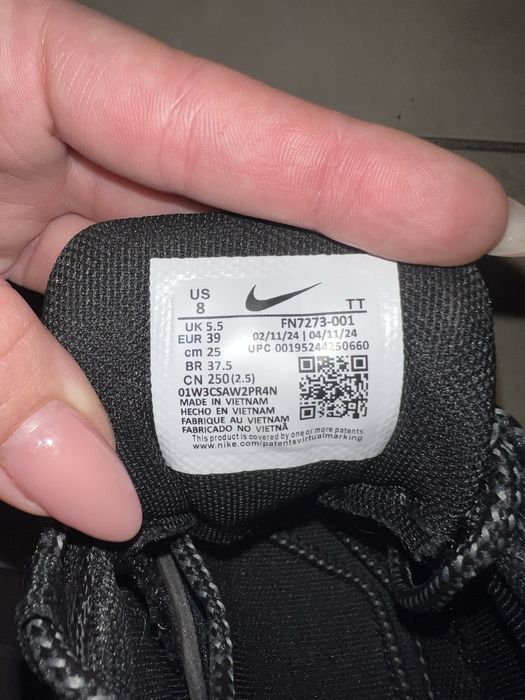 US
8
TT
UK 5.5
EUR 39
cm 25
BR 37.5
CN 250(2.5)
FN7273-001
02/11/24 | 04/11/24
UPC
01W3CSAW2PR4N
MADE IN VIETNAM
HECHO EN VIETNAM
FABRIQUE AU VIETNAM
FABRICADO NO VIETNÃ
This product is covered by one or more patents:
www.nike.com/patentsvirtualmarking